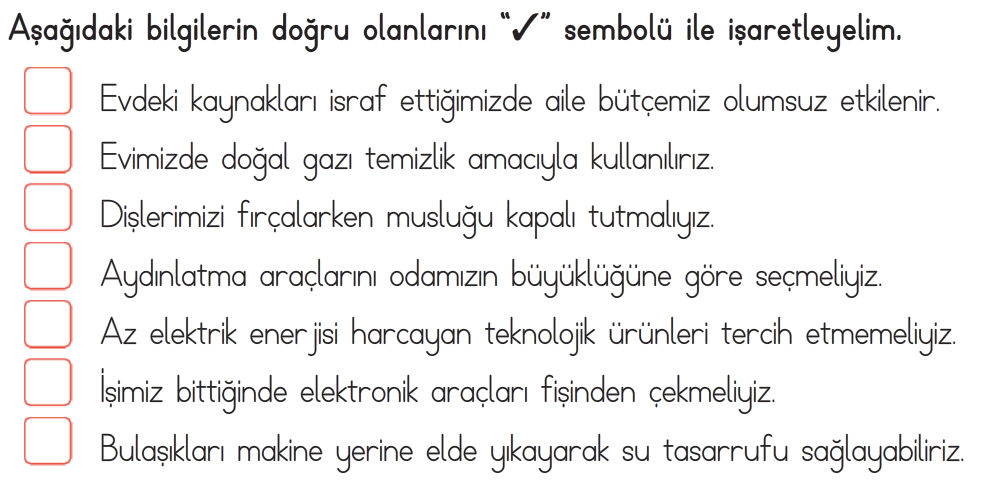 Aşağıdaki bilgilerin doğru olanlarını “✓” sembolü ile işaretleyelim.
Evdeki kaynakları israf ettiğimizde aile bütçemiz olumsuz etkilenir.
Evimizde doğal gazı temizlik amacıyla kullanılırız.
Dişlerimizi fırçalarken musluğu kapalı tutmalıyız.
Aydınlatma araçlarını odamızın büyüklüğüne göre seçmeliyiz.
Az elektrik enerjisi harcayan teknolojik ürünleri tercih etmemeliyiz.
İşimiz bittiğinde elektronik araçları fişinden çekmeliyiz.
Bulaşıkları makine yerine elde yıkayarak su tasarrufu sağlayabiliriz.